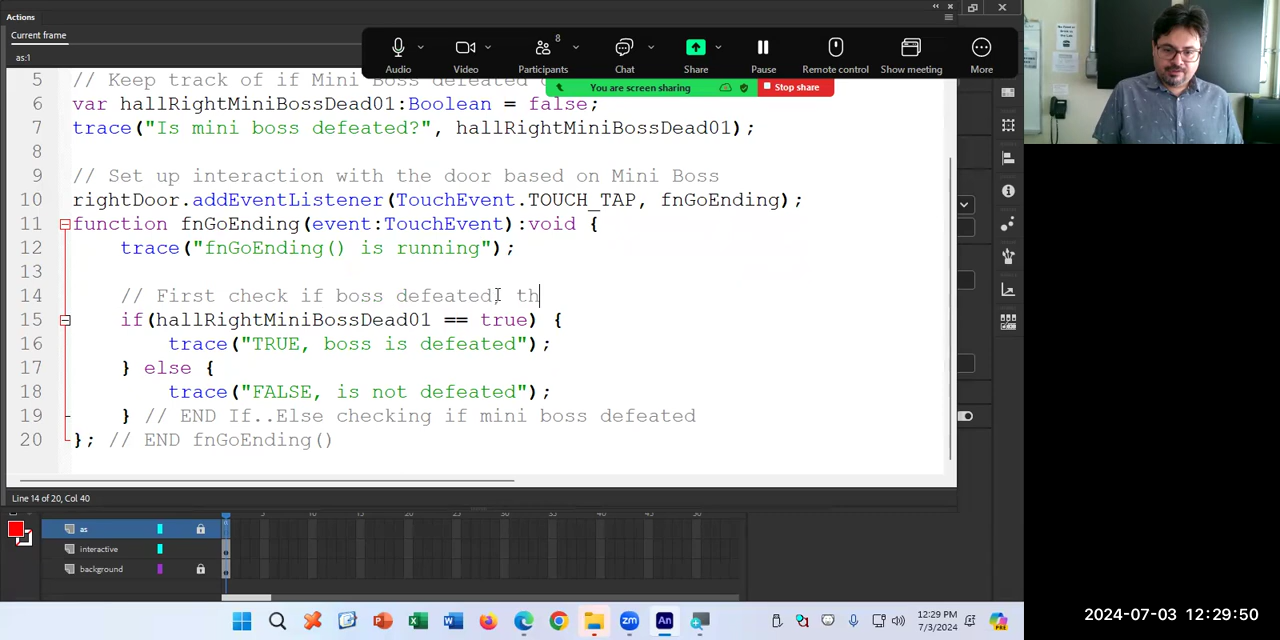 Actions
Current frame
as:1
8
Audio
Video
Participants
Chat
Share
Pause
Remote control
Show meeting
More
You are screen sharing
Stop share
5 // Keep track of if Mini Boss defeated
6 var hallRightMiniBossDead01:Boolean = false;
7 trace("Is mini boss defeated?", hallRightMiniBossDead01);
8
9 // Set up interaction with the door based on Mini Boss
10 rightDoor.addEventListener(TouchEvent.TOUCH_TAP, fnGoEnding);
11 function fnGoEnding(event:TouchEvent):void {
12 trace("fnGoEnding() is running");
13
14 // First check if boss defeated, th
15 if(hallRightMiniBossDead01 == true) {
16 trace("TRUE, boss is defeated");
17 } else {
18 trace("FALSE, is not defeated");
19 } // END If..Else checking if mini boss defeated
20 }; // END fnGoEnding()
Line 14 of 20, Col 40
as
interactive
background
12:29 PM
7/3/2024
2024-07-03 12:29:50